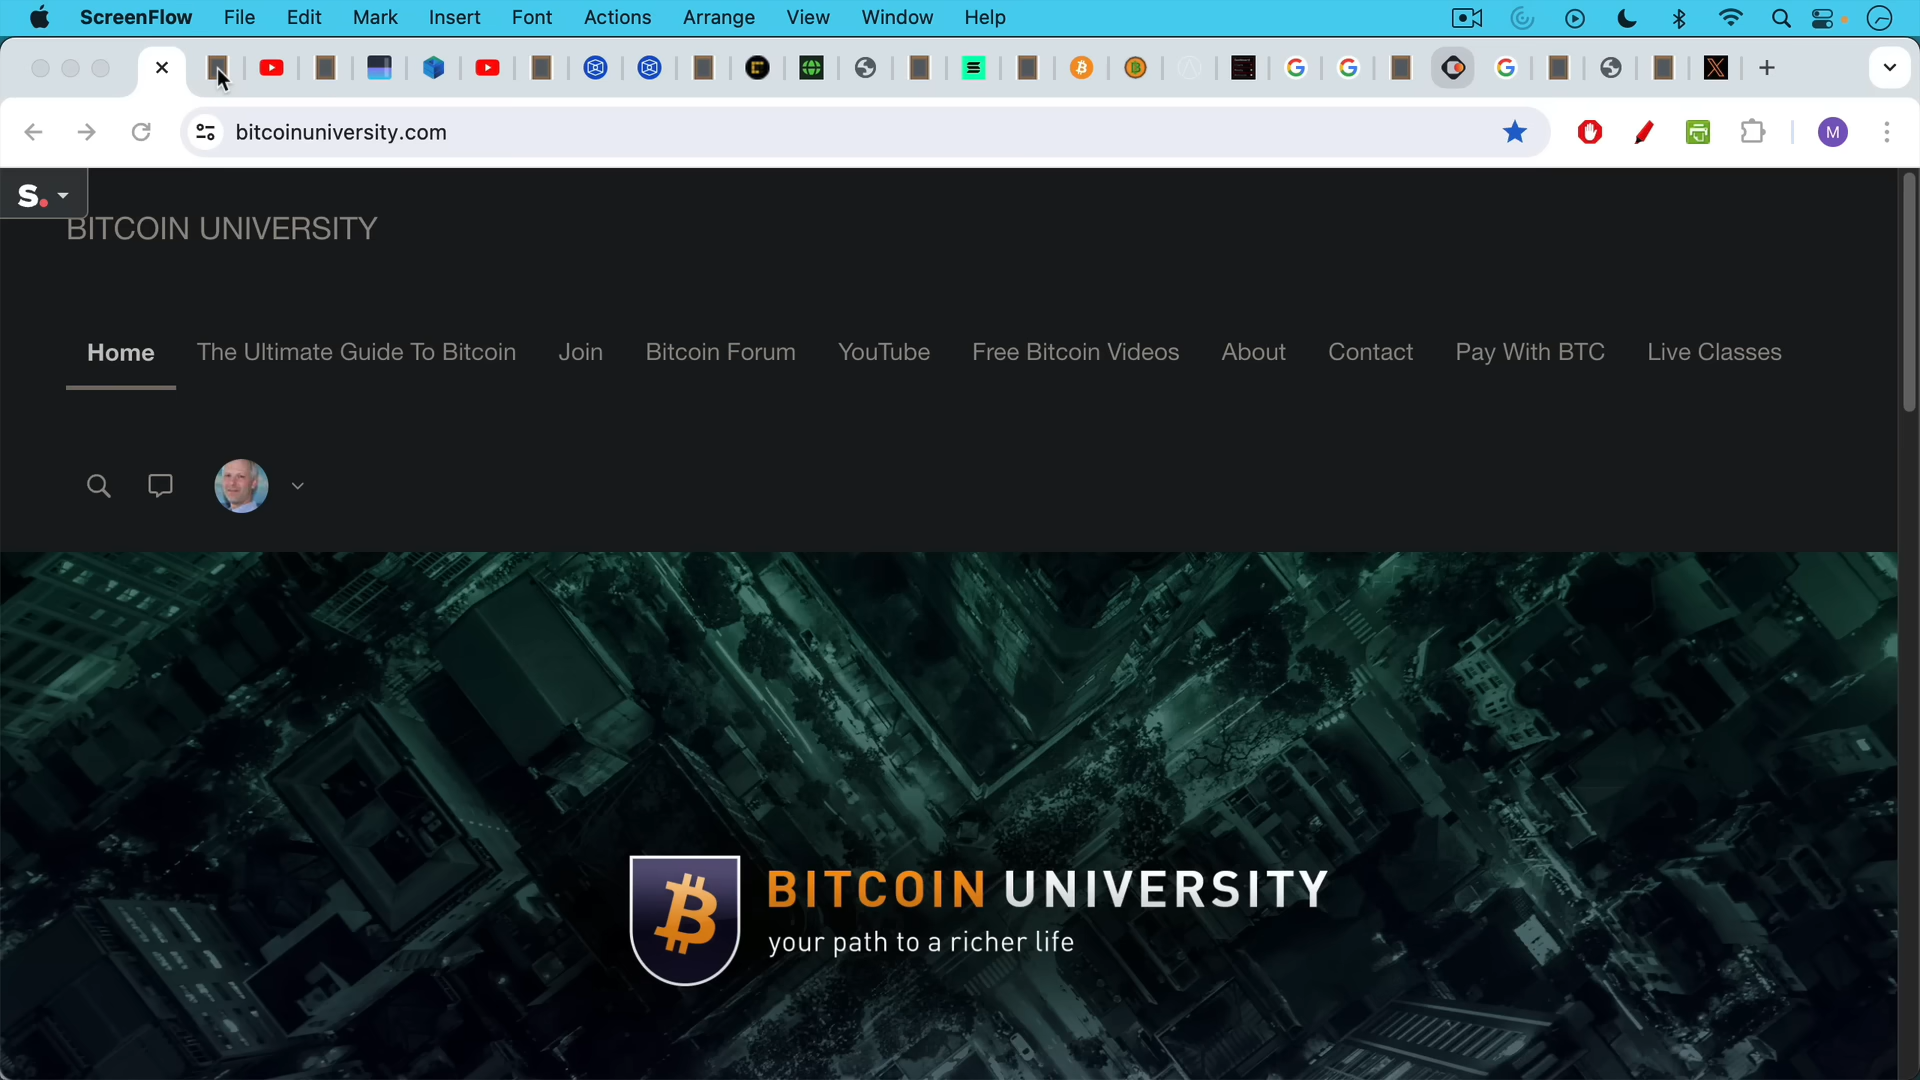 ScreenFlow File Edit Mark Insert Font Actions Arrange View Window Help
bitcoinuniversity.com
M
S.
BITCOIN UNIVERSITY
Home The Ultimate Guide To Bitcoin Join Bitcoin Forum YouTube Free Bitcoin Videos About Contact Pay With BTC Live Classes
BITCOIN UNIVERSITY
your path to a richer life